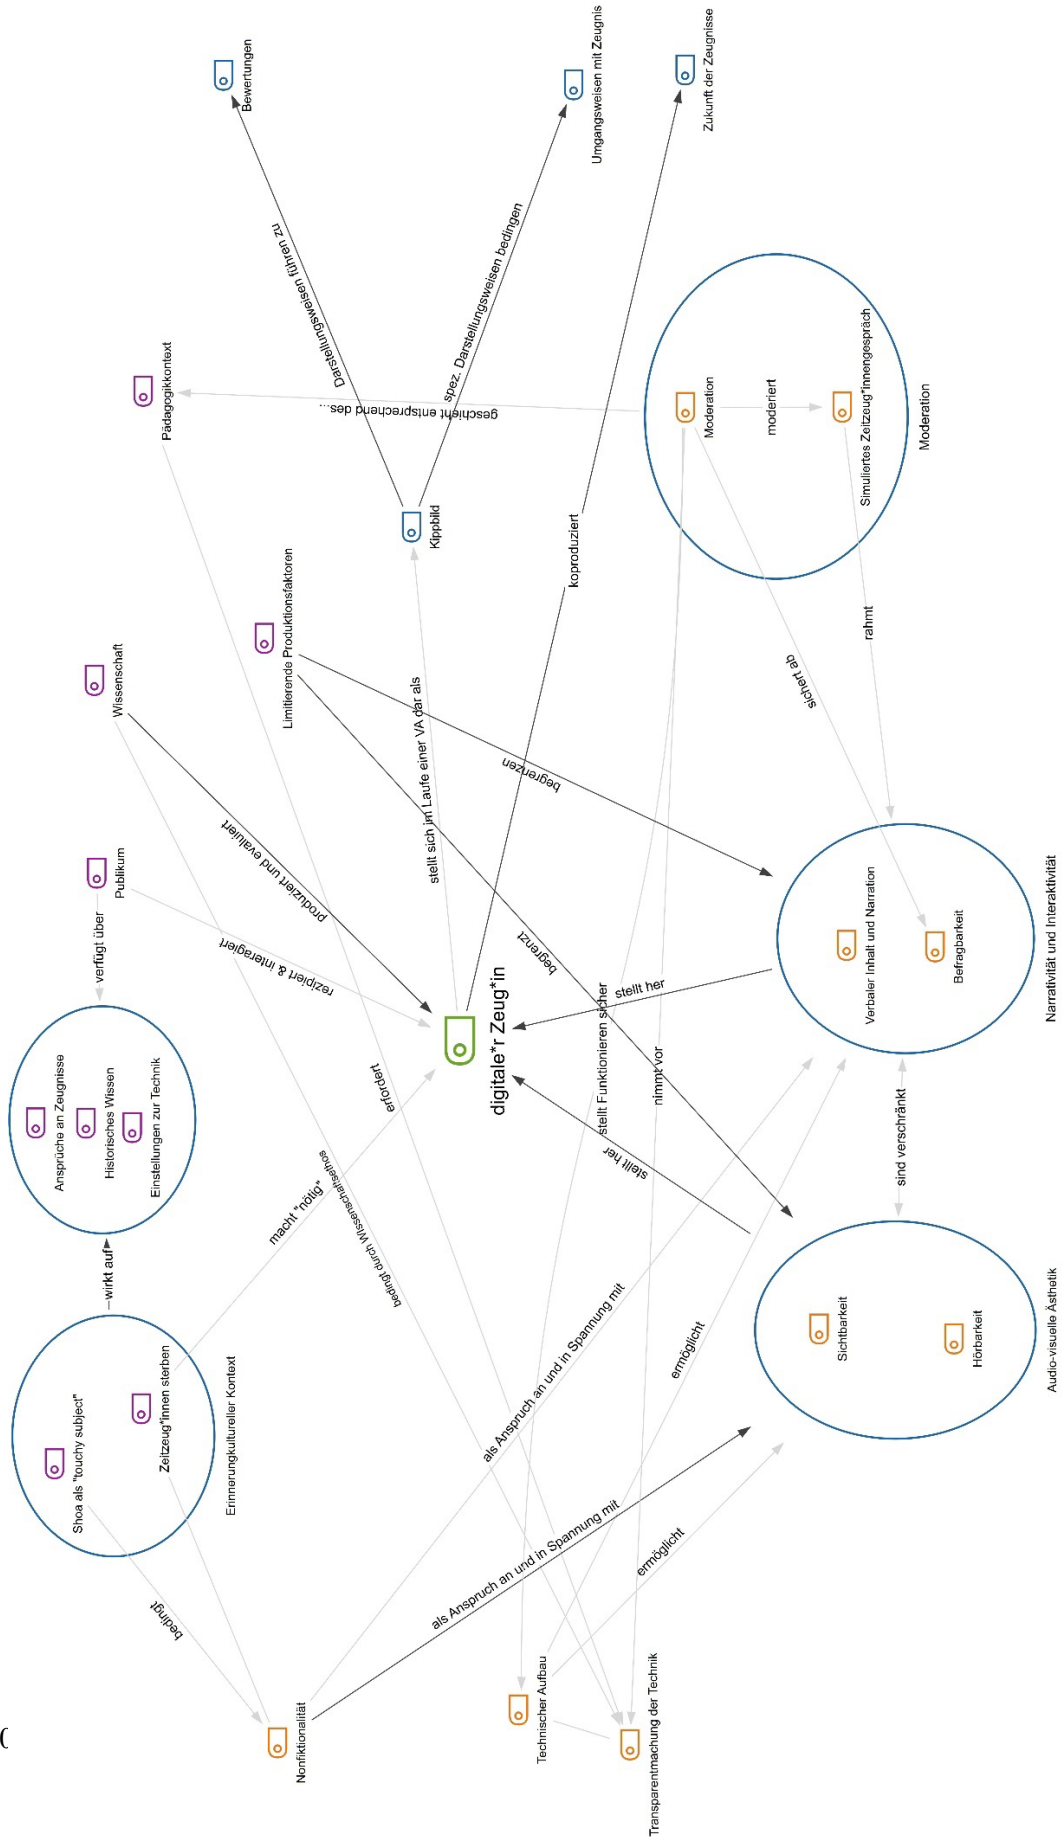 Shoa als "touchy subject"
Zeitzeug*innen sterben
Erinnerungkultureller Kontext
wirkt auf
Ansprüche an Zeugnisse
Historisches Wissen
Einstellungen zur Technik
verfügt über
Publikum
Wissenschaft
Pädagogikkontext
Limitierende Produktionsfaktoren
Bewertungen
Umgangsweisen mit Zeugnis
Zukunft der Zeugnisse
Darstellungsweisen führen zu
spez. Darstellungsweisen bedingen
geschieht entsprechend des...
Kippbild
koproduziert
stellt sich im Laufe einer VA dar als
produziert und evaluiert
rezipiert & interagiert
begrenzen
begrenzt
digitale*r Zeug*in
macht "nötig"
erfordert
bedingt durch Wissenschaftsethos
stellt her
stellt her
stellt Funktionieren sicher
nimmt vor
Moderation
moderiert
Simuliertes Zeitzeug*innengespräch
Moderation
sichert ab
rahmt
Verbaler Inhalt und Narration
Befragbarkeit
Narrativität und Interaktivität
sind verschränkt
Sichtbarkeit
Hörbarkeit
Audio-visuelle Ästhetik
als Anspruch an und in Spannung mit
als Anspruch an und in Spannung mit
ermöglicht
ermöglicht
bedingt
Nonfiktionalität
Technischer Aufbau
Transparentmachung der Technik